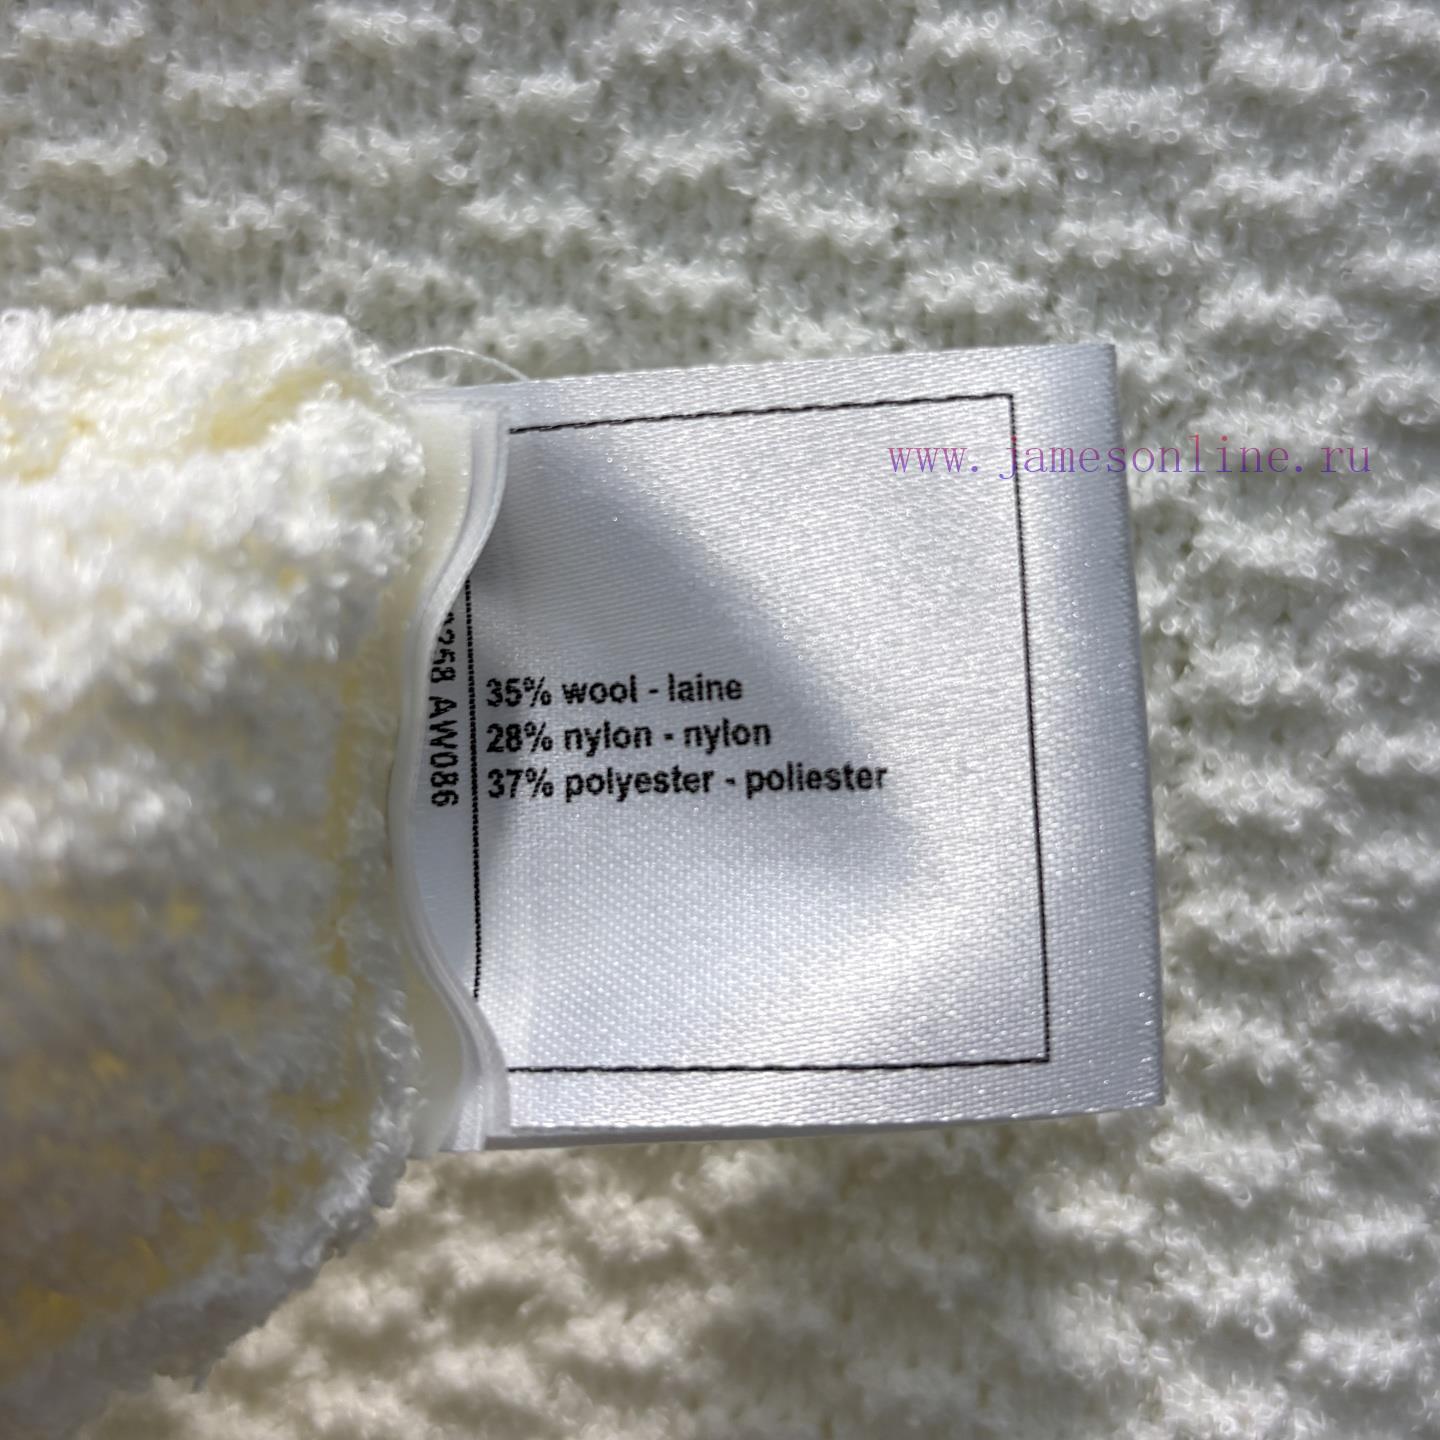 www.jamesonline.ru
35% wool - laine
28% nylon - nylon
37% polyester - poliester
AW086